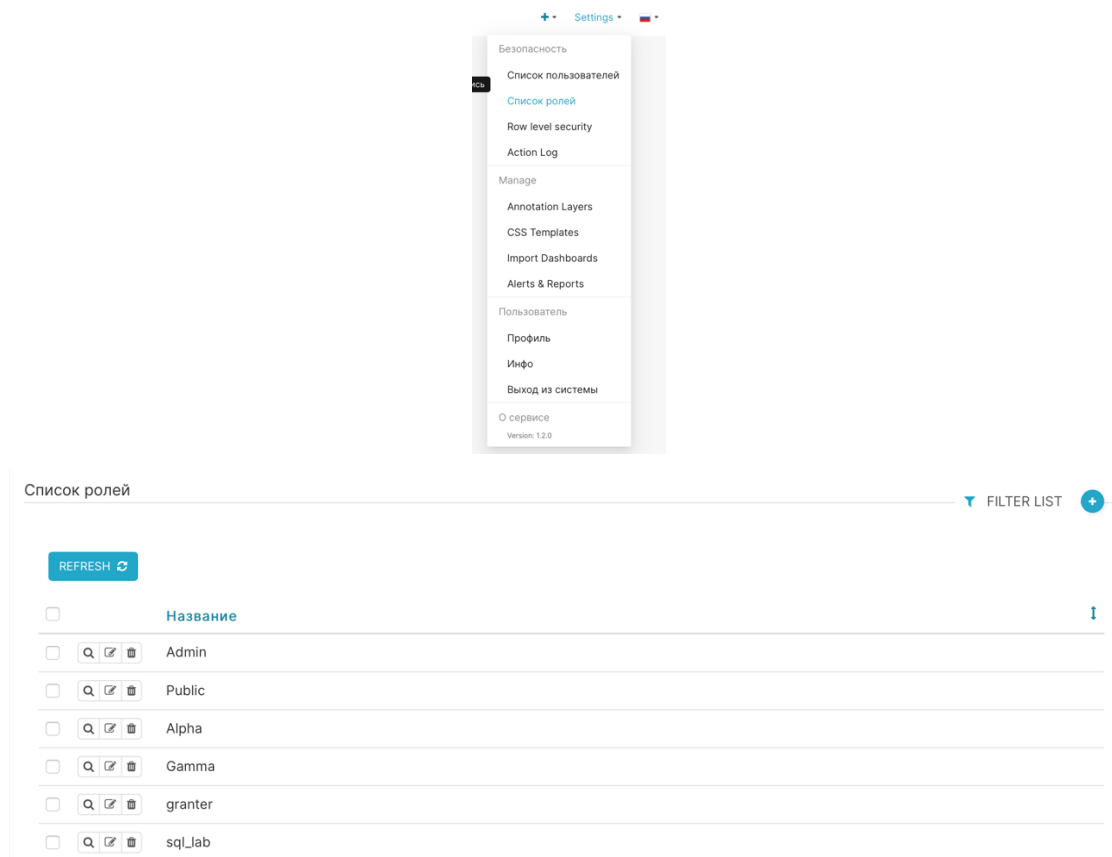 Settings
Безопасность
Список пользователей
ись
Список ролей
Row level security
Action Log
Manage
Annotation Layers
CSS Templates
Import Dashboards
Alerts & Reports
Пользователь
Профиль
Инфо
Выход из системы
О сервисе
Version: 1.2.0
Список ролей
FILTER LIST
REFRESH
Название
Admin
Public
Alpha
Gamma
granter
sql_lab